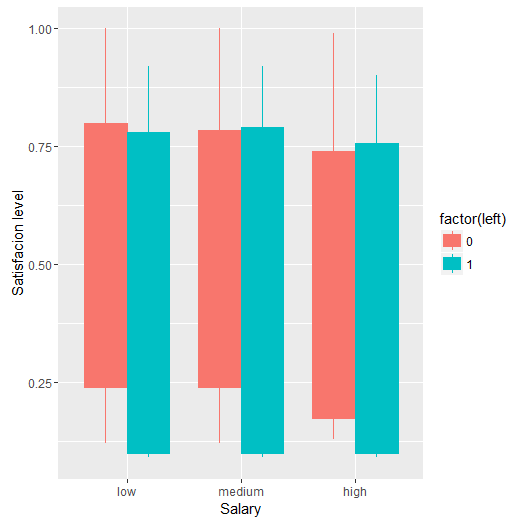 1.00
0.75
0.50
0.25
Satisfacion level
low medium high
Salary
factor(left)
0
1